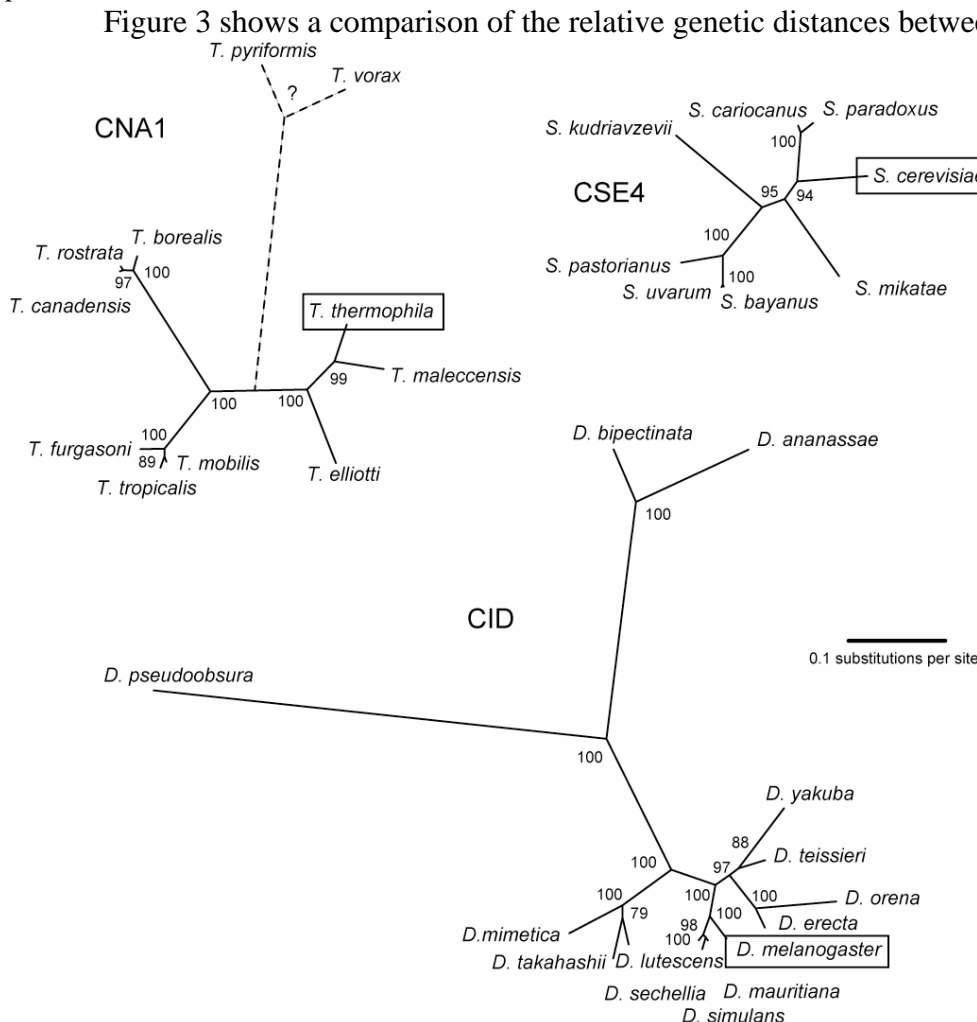 Figure 3 shows a comparison of the relative genetic distances betwe
T. pyriformis
T. vorax
?
CNA1
T. rostrata
T. borealis
97
100
T. canadensis
T. thermophila
99
T. maleccensis
100
100
100
T. furgasoni
89
T. mobilis
T. tropicalis
T. elliotti
S. cariocanus
S. paradoxus
S. kudriavzevii
100
CSE4
S. cerevisiae
95
94
100
S. pastorianus
100
S. uvarum
S. bayanus
S. mikatae
D. bipectinata
D. ananassae
100
CID
0.1 substitutions per site
D. pseudoobsura
100
D. yakuba
88
D. teissieri
100
97
100
100
100
D. orena
79
98
100
D. erecta
D.mimetica
100
D. melanogaster
D. takahashii
D. lutescens
D. sechellia
D. mauritiana
D. simulans